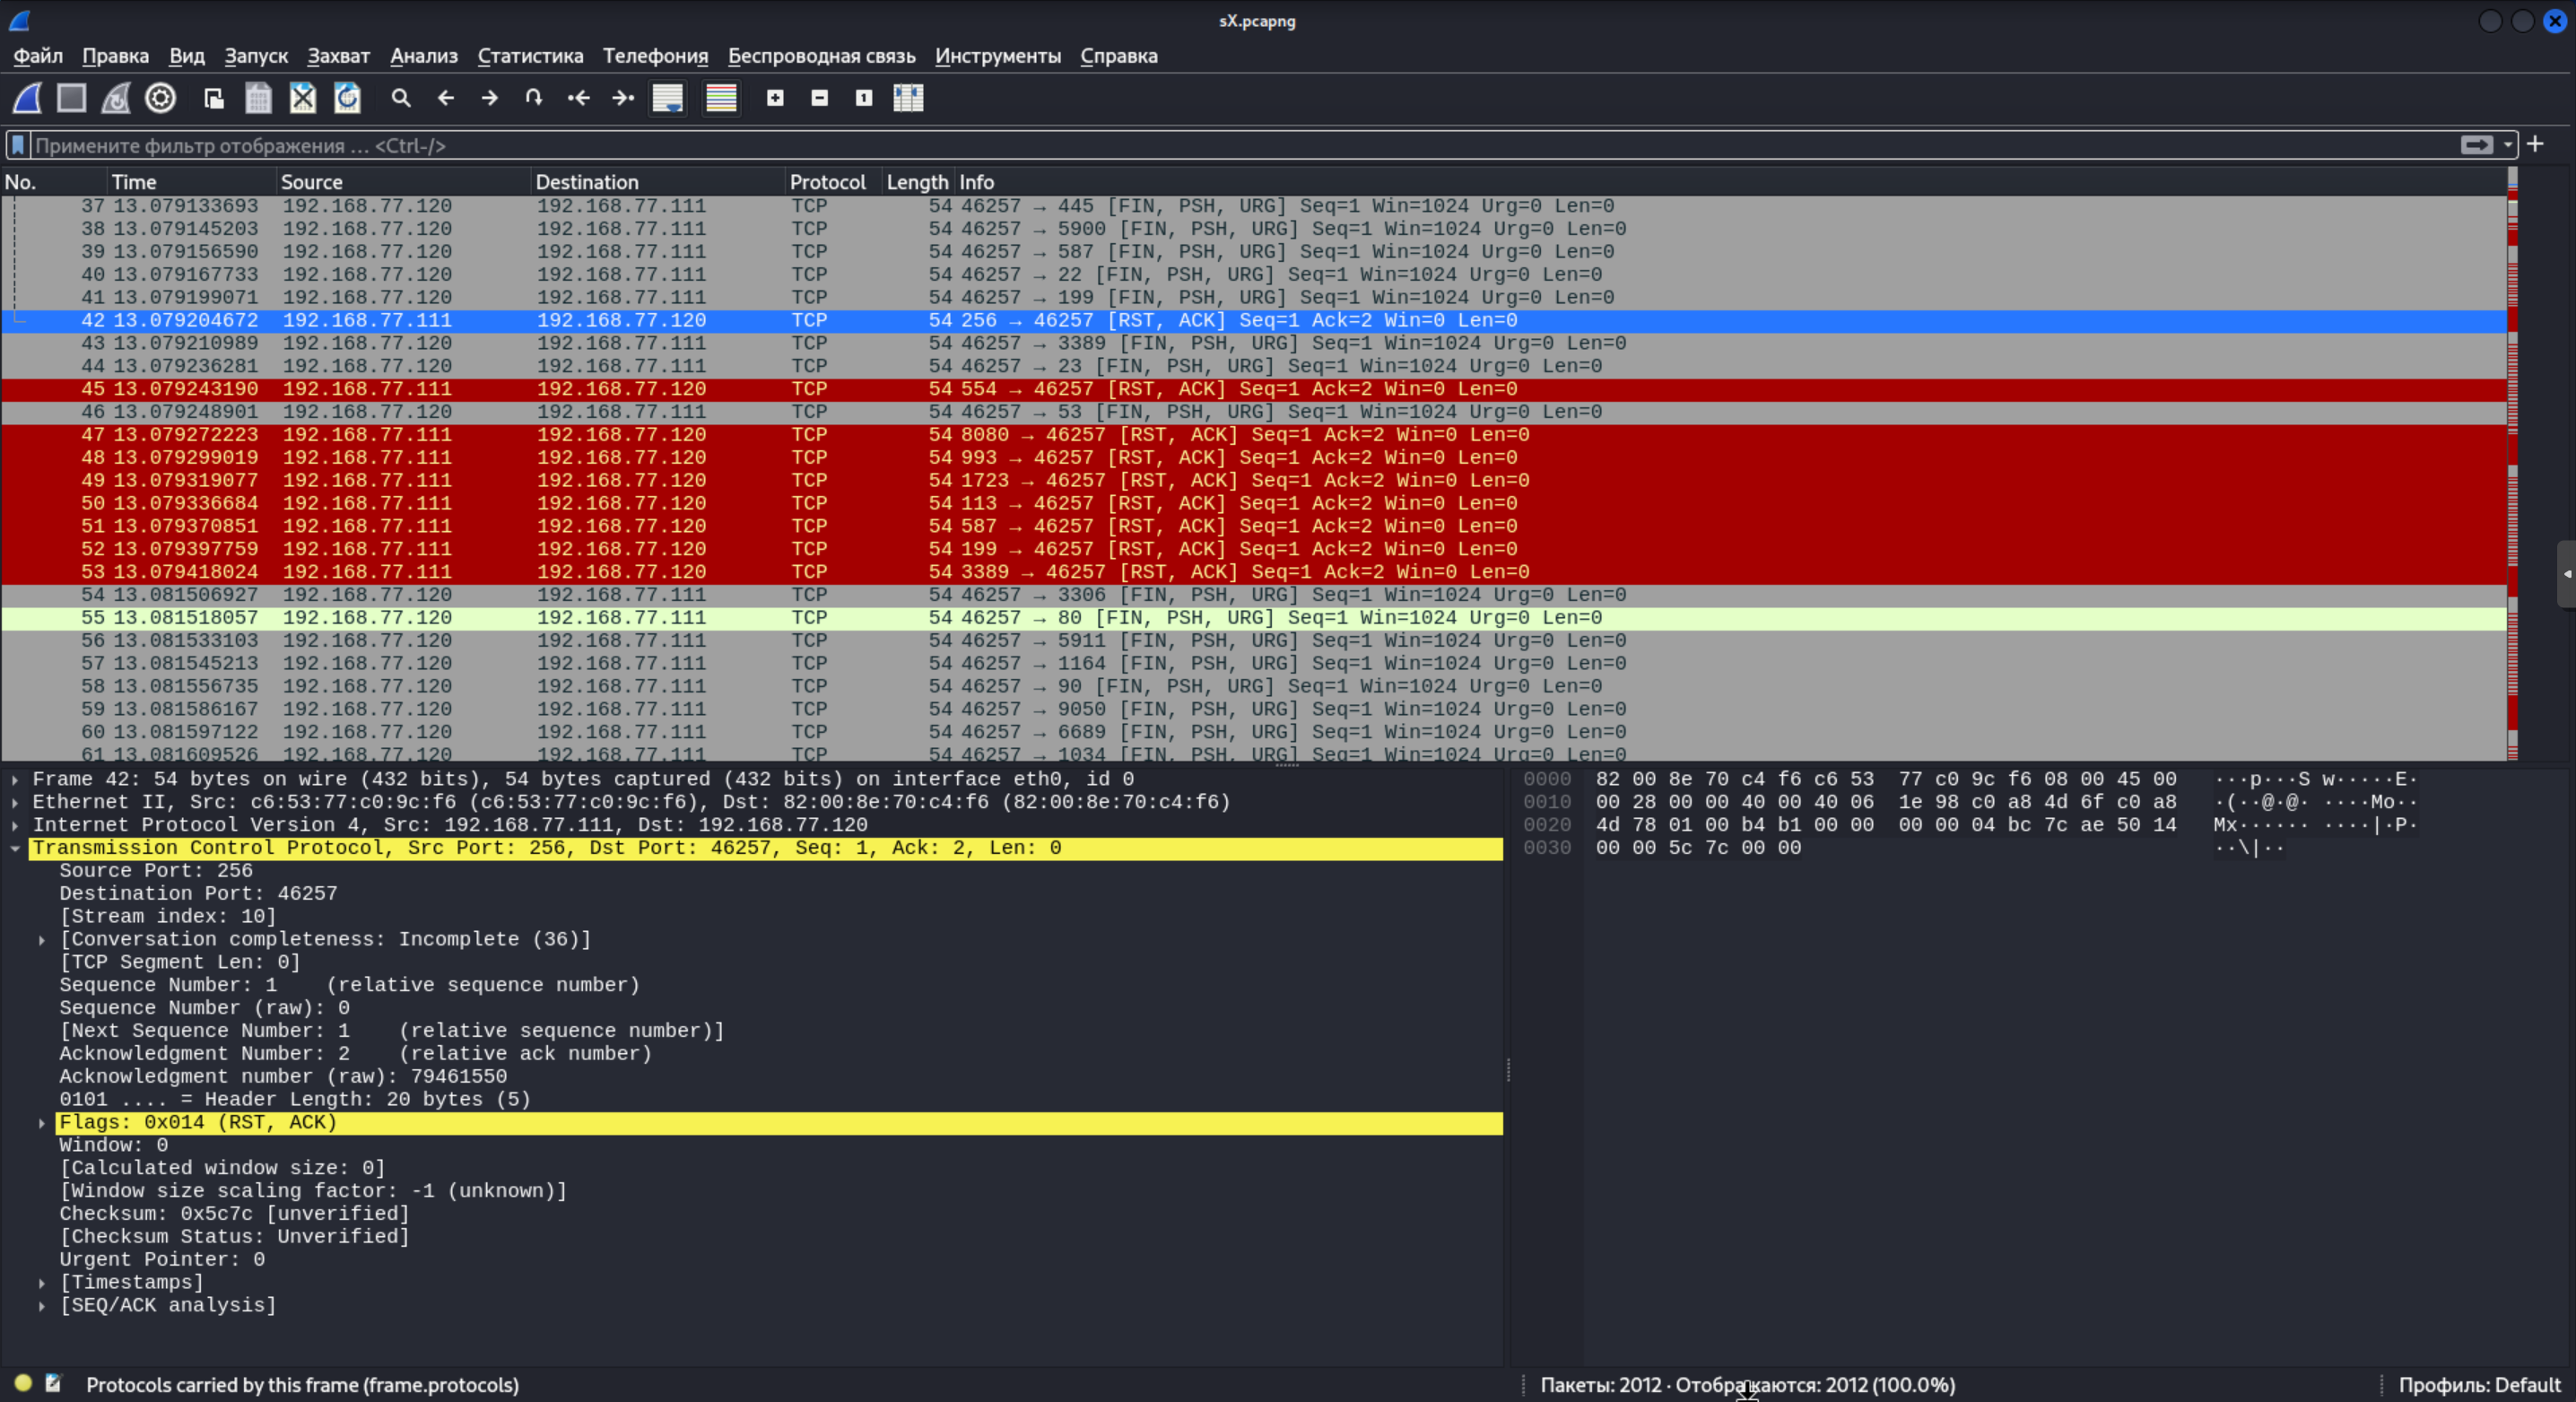 sX.pcapng
Файл Правка Вид Запуск Захват Анализ Статистика Телефония Беспроводная связь Инструменты Справка
Примените фильтр отображения … <Ctrl-/>
No. Time Source Destination Protocol Length Info
37 13.079133693 192.168.77.120 192.168.77.111 TCP 54 46257 → 445 [FIN, PSH, URG] Seq=1 Win=1024 Urg=0 Len=0
38 13.079145203 192.168.77.120 192.168.77.111 TCP 54 46257 → 5900 [FIN, PSH, URG] Seq=1 Win=1024 Urg=0 Len=0
39 13.079156590 192.168.77.120 192.168.77.111 TCP 54 46257 → 587 [FIN, PSH, URG] Seq=1 Win=1024 Urg=0 Len=0
40 13.079167733 192.168.77.120 192.168.77.111 TCP 54 46257 → 22 [FIN, PSH, URG] Seq=1 Win=1024 Urg=0 Len=0
41 13.079199071 192.168.77.120 192.168.77.111 TCP 54 46257 → 199 [FIN, PSH, URG] Seq=1 Win=1024 Urg=0 Len=0
42 13.079204672 192.168.77.111 192.168.77.120 TCP 54 256 → 46257 [RST, ACK] Seq=1 Ack=2 Win=0 Len=0
43 13.079210989 192.168.77.120 192.168.77.111 TCP 54 46257 → 3389 [FIN, PSH, URG] Seq=1 Win=1024 Urg=0 Len=0
44 13.079236281 192.168.77.120 192.168.77.111 TCP 54 46257 → 23 [FIN, PSH, URG] Seq=1 Win=1024 Urg=0 Len=0
45 13.079243190 192.168.77.111 192.168.77.120 TCP 54 554 → 46257 [RST, ACK] Seq=1 Ack=2 Win=0 Len=0
46 13.079248901 192.168.77.120 192.168.77.111 TCP 54 46257 → 53 [FIN, PSH, URG] Seq=1 Win=1024 Urg=0 Len=0
47 13.079272223 192.168.77.111 192.168.77.120 TCP 54 8080 → 46257 [RST, ACK] Seq=1 Ack=2 Win=0 Len=0
48 13.079299019 192.168.77.111 192.168.77.120 TCP 54 993 → 46257 [RST, ACK] Seq=1 Ack=2 Win=0 Len=0
49 13.079319077 192.168.77.111 192.168.77.120 TCP 54 1723 → 46257 [RST, ACK] Seq=1 Ack=2 Win=0 Len=0
50 13.079336684 192.168.77.111 192.168.77.120 TCP 54 113 → 46257 [RST, ACK] Seq=1 Ack=2 Win=0 Len=0
51 13.079370851 192.168.77.111 192.168.77.120 TCP 54 587 → 46257 [RST, ACK] Seq=1 Ack=2 Win=0 Len=0
52 13.079397759 192.168.77.111 192.168.77.120 TCP 54 199 → 46257 [RST, ACK] Seq=1 Ack=2 Win=0 Len=0
53 13.079418024 192.168.77.111 192.168.77.120 TCP 54 3389 → 46257 [RST, ACK] Seq=1 Ack=2 Win=0 Len=0
54 13.081506927 192.168.77.120 192.168.77.111 TCP 54 46257 → 3306 [FIN, PSH, URG] Seq=1 Win=1024 Urg=0 Len=0
55 13.081518057 192.168.77.120 192.168.77.111 TCP 54 46257 → 80 [FIN, PSH, URG] Seq=1 Win=1024 Urg=0 Len=0
56 13.081533103 192.168.77.120 192.168.77.111 TCP 54 46257 → 5911 [FIN, PSH, URG] Seq=1 Win=1024 Urg=0 Len=0
57 13.081545213 192.168.77.120 192.168.77.111 TCP 54 46257 → 1164 [FIN, PSH, URG] Seq=1 Win=1024 Urg=0 Len=0
58 13.081556735 192.168.77.120 192.168.77.111 TCP 54 46257 → 90 [FIN, PSH, URG] Seq=1 Win=1024 Urg=0 Len=0
59 13.081586167 192.168.77.120 192.168.77.111 TCP 54 46257 → 9050 [FIN, PSH, URG] Seq=1 Win=1024 Urg=0 Len=0
60 13.081597122 192.168.77.120 192.168.77.111 TCP 54 46257 → 6689 [FIN, PSH, URG] Seq=1 Win=1024 Urg=0 Len=0
61 13.081609526 192.168.77.120 192.168.77.111 TCP 54 46257 → 1034 [FIN, PSH, URG] Seq=1 Win=1024 Urg=0 Len=0
Frame 42: 54 bytes on wire (432 bits), 54 bytes captured (432 bits) on interface eth0, id 0
Ethernet II, Src: c6:53:77:c0:9c:f6 (c6:53:77:c0:9c:f6), Dst: 82:00:8e:70:c4:f6 (82:00:8e:70:c4:f6)
Internet Protocol Version 4, Src: 192.168.77.111, Dst: 192.168.77.120
Transmission Control Protocol, Src Port: 256, Dst Port: 46257, Seq: 1, Ack: 2, Len: 0
Source Port: 256
Destination Port: 46257
[Stream index: 10]
[Conversation completeness: Incomplete (36)]
[TCP Segment Len: 0]
Sequence Number: 1 (relative sequence number)
Sequence Number (raw): 0
[Next Sequence Number: 1 (relative sequence number)]
Acknowledgment Number: 2 (relative ack number)
Acknowledgment number (raw): 79461550
0101 .... = Header Length: 20 bytes (5)
Flags: 0x014 (RST, ACK)
Window: 0
[Calculated window size: 0]
[Window size scaling factor: -1 (unknown)]
Checksum: 0x5c7c [unverified]
[Checksum Status: Unverified]
Urgent Pointer: 0
[Timestamps]
[SEQ/ACK analysis]
0000 82 00 8e 70 c4 f6 c6 53 77 c0 9c f6 08 00 45 00 ···p···S w·····E·
0010 00 28 00 00 40 00 40 06 1e 98 c0 a8 4d 6f c0 a8 ·(··@·@· ····Mo··
0020 4d 78 01 00 b4 b1 00 00 00 00 04 bc 7c ae 50 14 Mx······ ····|·P·
0030 00 00 5c 7c 00 00 ··\|··
Protocols carried by this frame (frame.protocols)
Пакеты: 2012 · Отображаются: 2012 (100.0%)
Профиль: Default